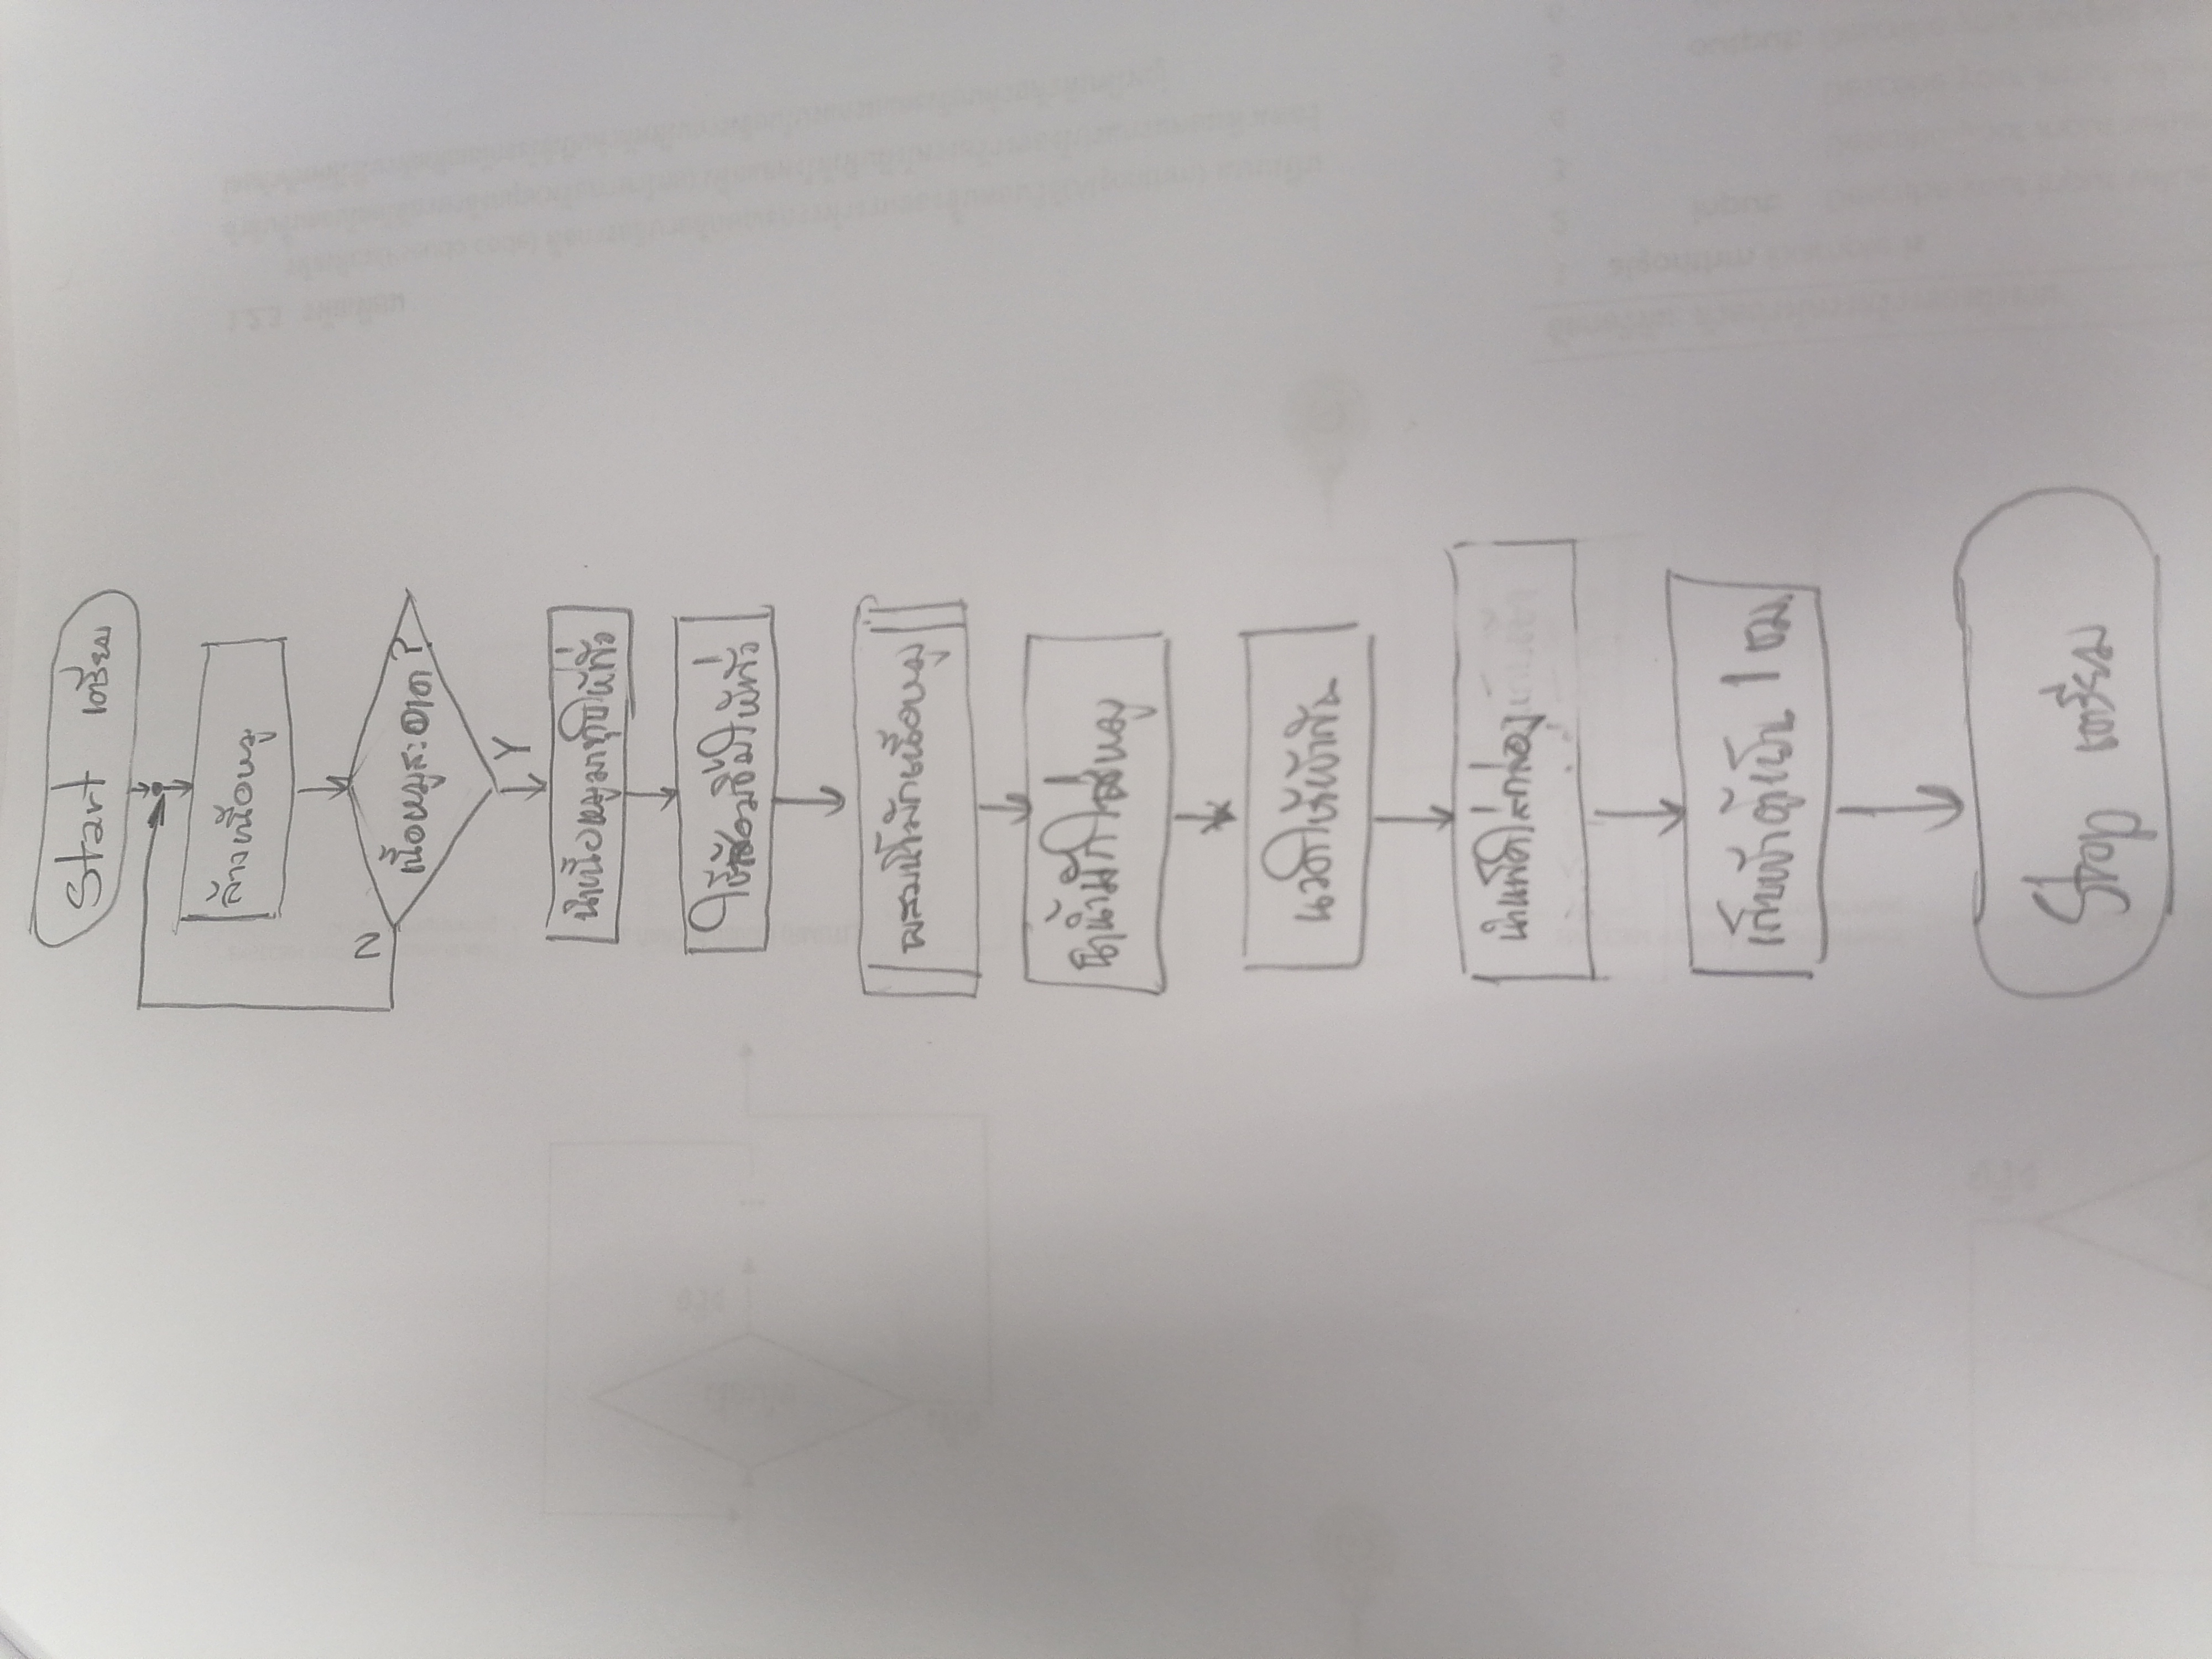 Start เตรียม
ล้างเนื้อหมู
N
เนื้อหมูสะอาด?
Y
นำเนื้อหมูมาทุบให้ทั่ว
ใช้ส้อมจิ้มให้ทั่ว
ผสมน้ำมักเนื้อหมู
นำน้ำมักใส่หมู
นวดให้เข้ากัน
นำแพ็คใส่กล่อง
เก็บเข้าตู้เย็น 1 ชม.
Stop เตรียม